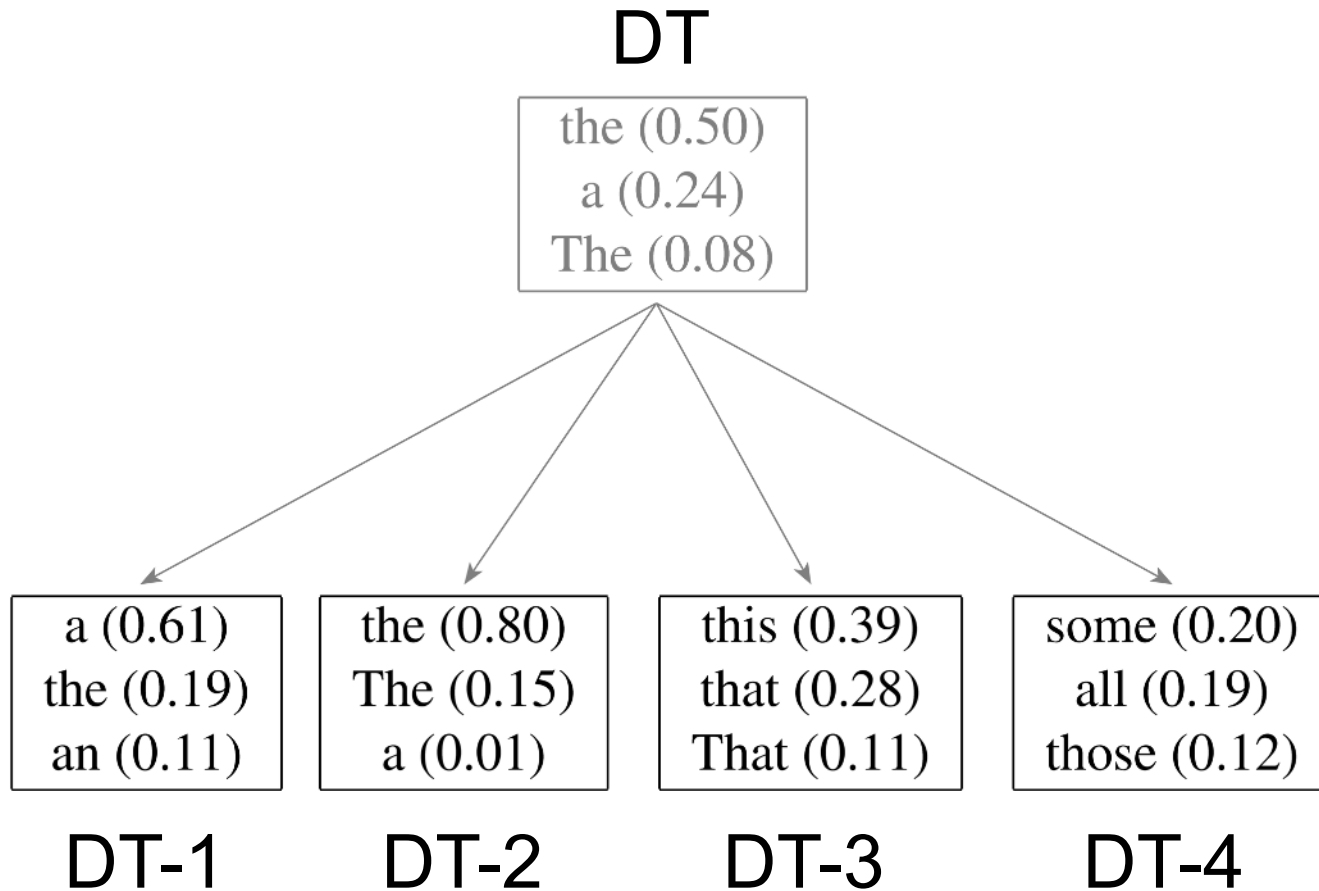 DT
the (0.50)
a (0.24)
The (0.08)
a (0.61)
the (0.19)
an (0.11)
the (0.80)
The (0.15)
a (0.01)
this (0.39)
that (0.28)
That (0.11)
some (0.20)
all (0.19)
those (0.12)
DT-1
DT-2
DT-3
DT-4